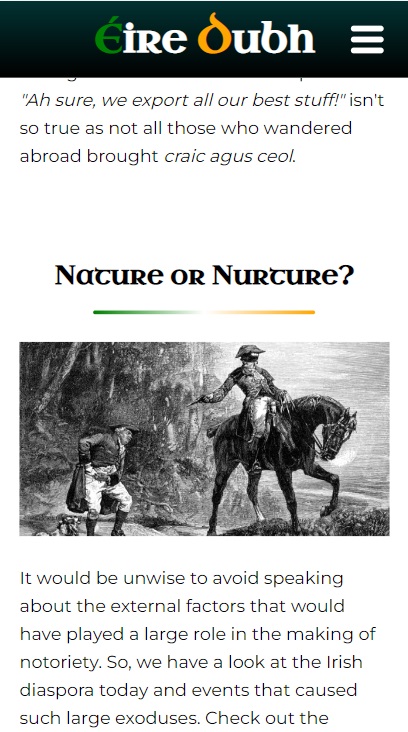 Éire Dubh
"Ah sure, we export all our best stuff!" isn't
so true as not all those who wandered
abroad brought craic agus ceol.
Nature or Nurture?
It would be unwise to avoid speaking
about the external factors that would
have played a large role in the making of
notoriety. So, we have a look at the Irish
diaspora today and events that caused
such large exoduses. Check out the